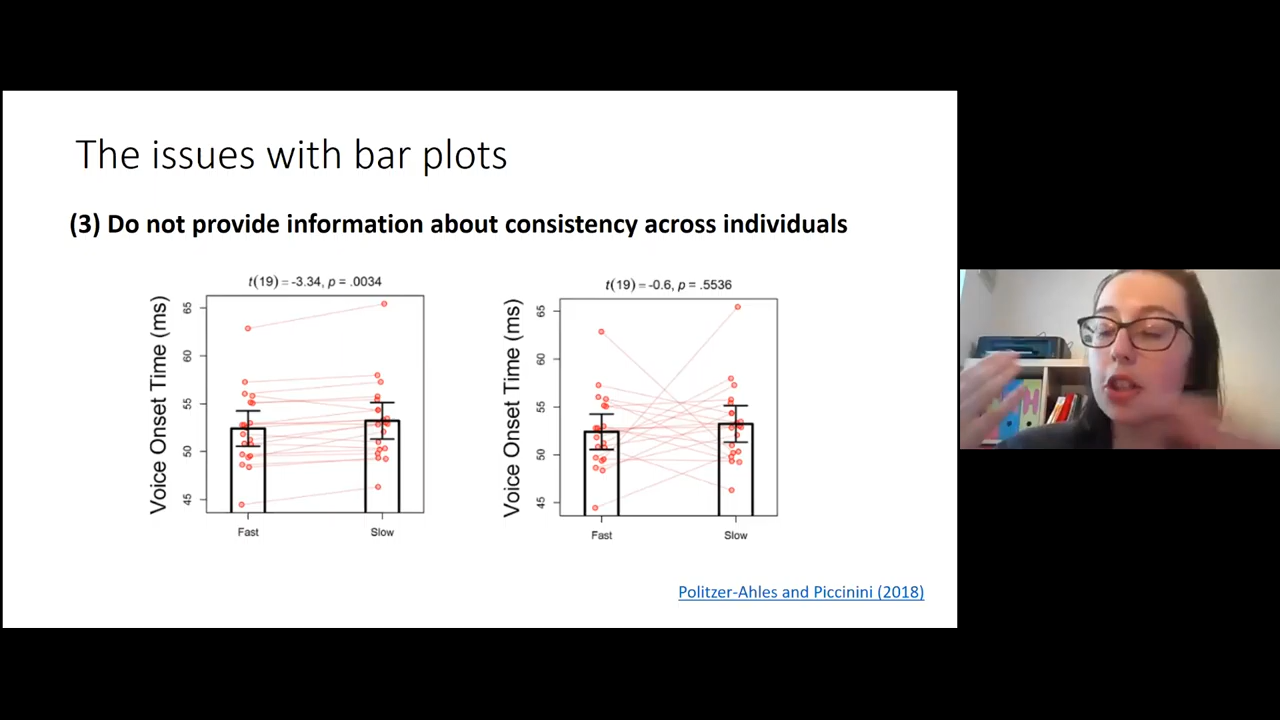 The issues with bar plots
(3) Do not provide information about consistency across individuals
t(19) = -3.34, p = .0034
Voice Onset Time (ms)
65
60
55
50
45
Fast
Slow
t(19) = -0.6, p = .5536
Voice Onset Time (ms)
65
60
55
50
45
Fast
Slow
Politzer-Ahles and Piccinini (2018)